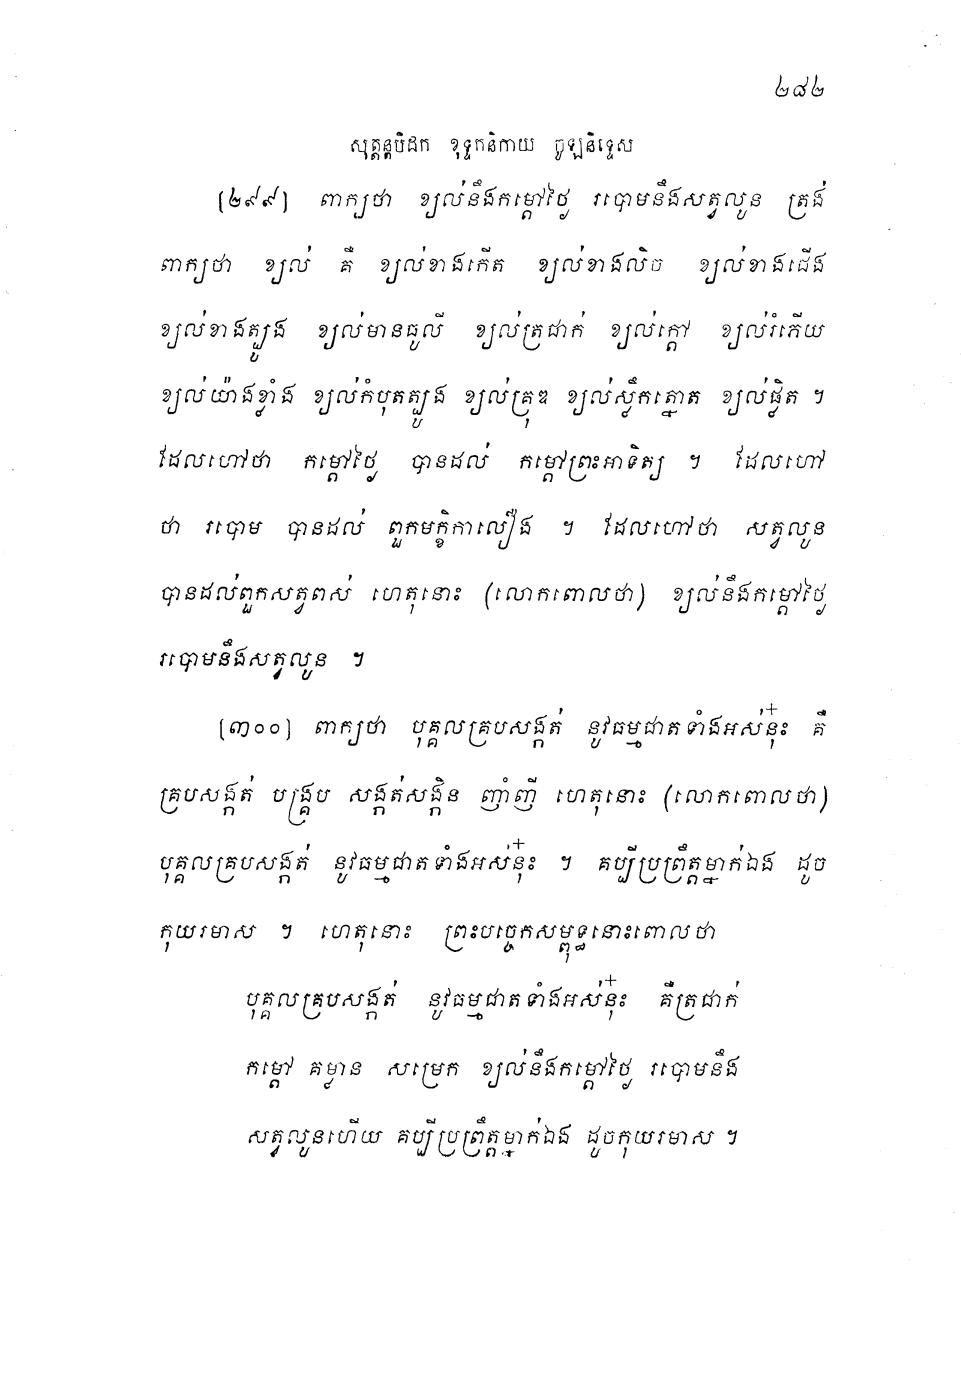 ២៨២
សុត្តន្តបិដក ខុទ្ទកនិកាយ ចូឡនិទ្ទេស
[២៩៩] ពាក្យថា ខ្យល់នឹងកម្តៅថ្ងៃ របោមនឹងសត្វលូន ត្រង់
ពាក្យថា ខ្យល់ គឺ ខ្យល់ខាងកើត ខ្យល់ខាងលិច ខ្យល់ខាងជើង
ខ្យល់ខាងត្បូង ខ្យល់មានធូលី ខ្យល់ត្រជាក់ ខ្យល់ក្តៅ ខ្យល់រំភើយ
ខ្យល់យ៉ាងខ្លាំង ខ្យល់កំបុតត្បូង ខ្យល់គ្រុឌ ខ្យល់ស្លឹកត្នោត ខ្យល់ផ្លិត ។
ដែលហៅថា កម្តៅថ្ងៃ បានដល់ កម្តៅព្រះអាទិត្យ ។ ដែលហៅ
ថា របោម បានដល់ ពួកមក្ខិកាលឿង ។ ដែលហៅថា សត្វលូន
បានដល់ពួកសត្វពស់ ហេតុនោះ (លោកពោលថា) ខ្យល់នឹងកម្តៅថ្ងៃ
របោមនឹងសត្វលូន ។
[៣០០] ពាក្យថា បុគ្គលគ្របសង្កត់ នូវធម្មជាតទាំងអស់នុ៎ះ គឺ
គ្របសង្កត់ បង្គ្រប សង្កត់សង្កិន ញាំញី ហេតុនោះ (លោកពោលថា)
បុគ្គលគ្របសង្កត់ នូវធម្មជាតទាំងអស់នុ៎ះ ។ គប្បីប្រព្រឹត្តម្នាក់ឯង ដូច
កុយរមាស ។ ហេតុនោះ ព្រះបច្ចេកសម្ពុទ្ធនោះពោលថា
បុគ្គលគ្របសង្កត់ នូវធម្មជាតទាំងអស់នុ៎ះ គឺត្រជាក់
កម្តៅ គម្លាន សម្រេក ខ្យល់នឹងកម្តៅថ្ងៃ របោមនឹង
សត្វលូនហើយ គប្បីប្រព្រឹត្តម្នាក់ឯង ដូចកុយរមាស ។